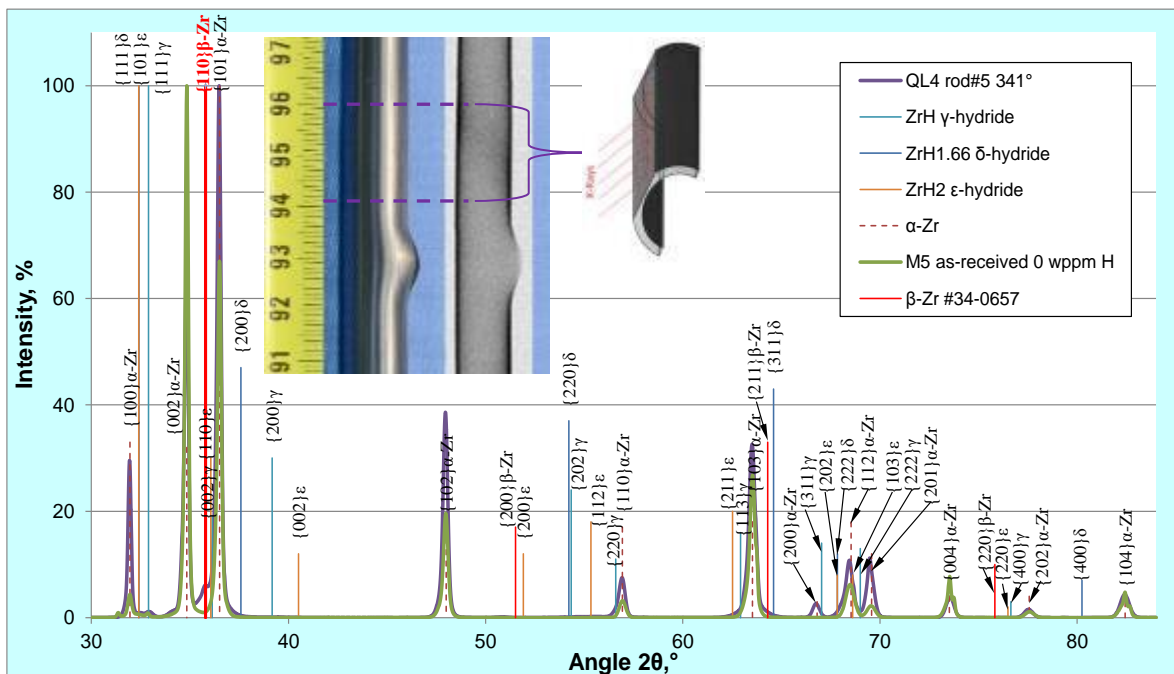 Intensity, %
100
80
60
40
20
0
30
40
50
60
70
80
Angle 2θ,°
{111}δ
{101}ε
{111}γ
{110}β-Zr
{101}α-Zr
{100}α-Zr
{002}α-Zr
{002}γ
{110}ε
{200}δ
{200}γ
{002}ε
{102}α-Zr
{200}β-Zr
{200}ε
{220}δ
{202}γ
{112}ε
{220}γ
{110}α-Zr
{211}ε
{113}γ
{103}α-Zr
{211}β-Zr
{311}δ
{200}α-Zr
{311}γ
{202}ε
{222}δ
{112}α-Zr
{103}ε
{222}γ
{201}α-Zr
{004}α-Zr
{220}β-Zr
{220}ε
{400}γ
{202}α-Zr
{400}δ
{104}α-Zr
97
96
95
94
93
92
91
X-Rays
QL4 rod#5 341°
ZrH γ-hydride
ZrH1.66 δ-hydride
ZrH2 ε-hydride
α-Zr
M5 as-received 0 wppm H
β-Zr #34-0657